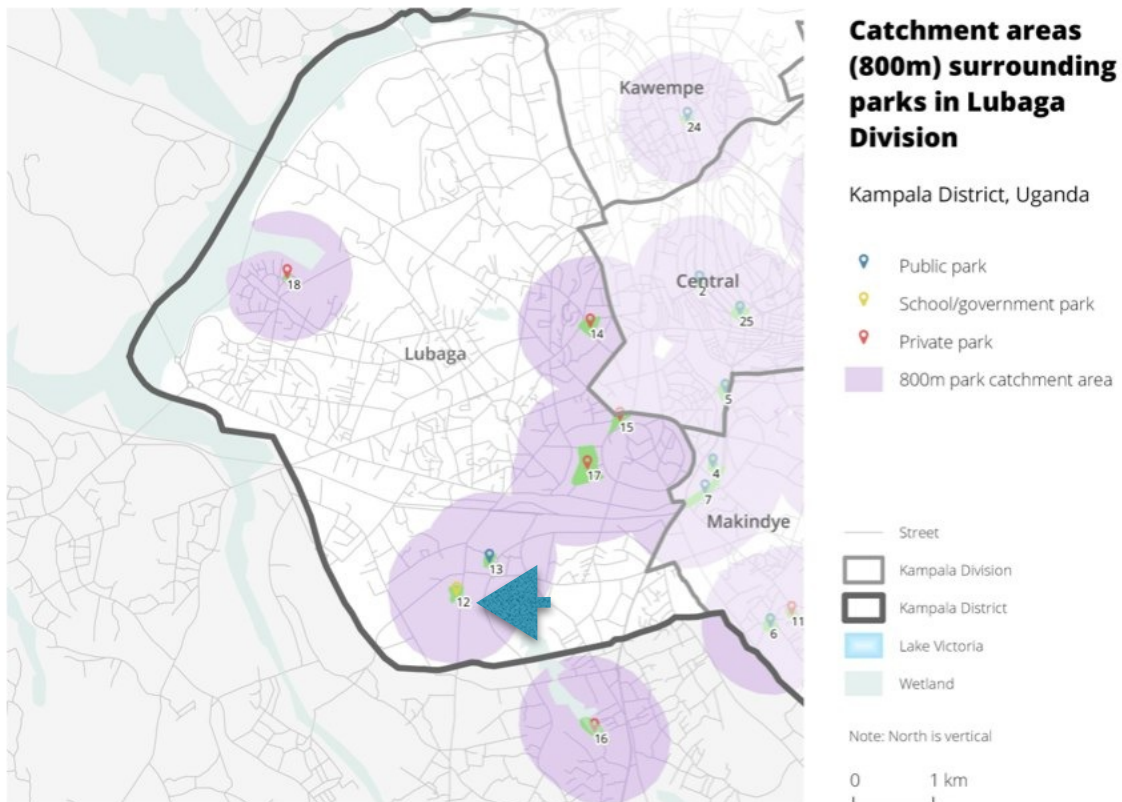 Catchment areas
(800m) surrounding
parks in Lubaga
Division
Kampala District, Uganda
Public park
School/government park
Private park
800m park catchment area
Street
Kampala Division
Kampala District
Lake Victoria
Wetland
Note: North is vertical
0 1 km
Kawempe
24
Central
2
25
18
14
Lubaga
5
15
17
4
7
Makindye
13
12
6
11
16